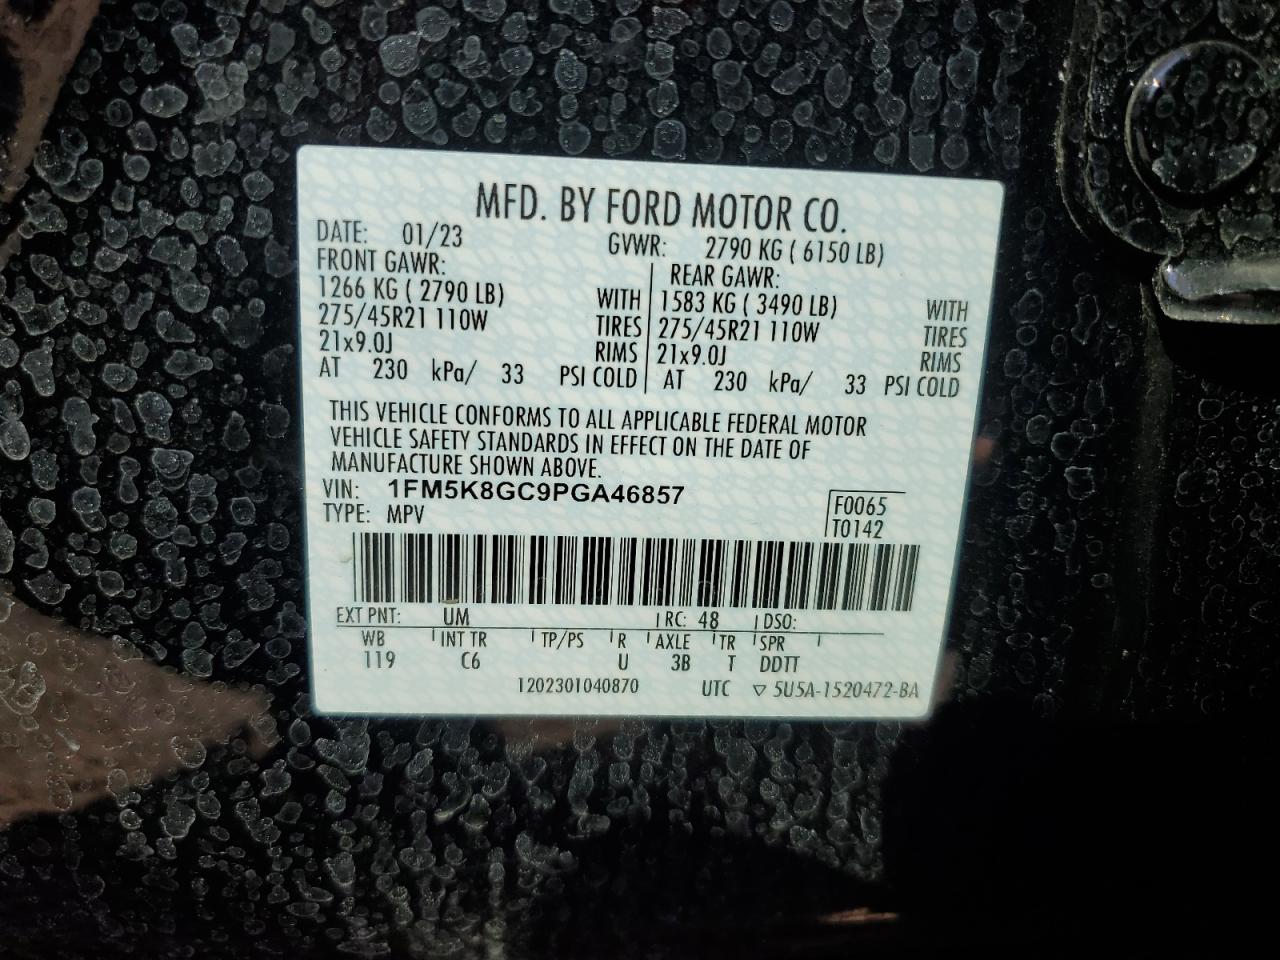 MFD. BY FORD MOTOR CO.
DATE: 01/23 GVWR: 2790 KG ( 6150 LB)
FRONT GAWR: REAR GAWR:
1266 KG ( 2790 LB) WITH 1583 KG ( 3490 LB) WITH
275/45R21 110W TIRES 275/45R21 110W TIRES
21x9.0J RIMS 21x9.0J RIMS
AT 230 kPa/ 33 PSI COLD AT 230 kPa/ 33 PSI COLD
THIS VEHICLE CONFORMS TO ALL APPLICABLE FEDERAL MOTOR
VEHICLE SAFETY STANDARDS IN EFFECT ON THE DATE OF
MANUFACTURE SHOWN ABOVE.
VIN: 1FM5K8GC9PGA46857 F0065
TYPE: MPV T0142
EXT PNT: UM RC: 48 DSO:
WB INT TR TP/PS R AXLE TR SPR
119 C6 U 3B T DDTT
1202301040870 UTC ▽ 5U5A-1520472-BA